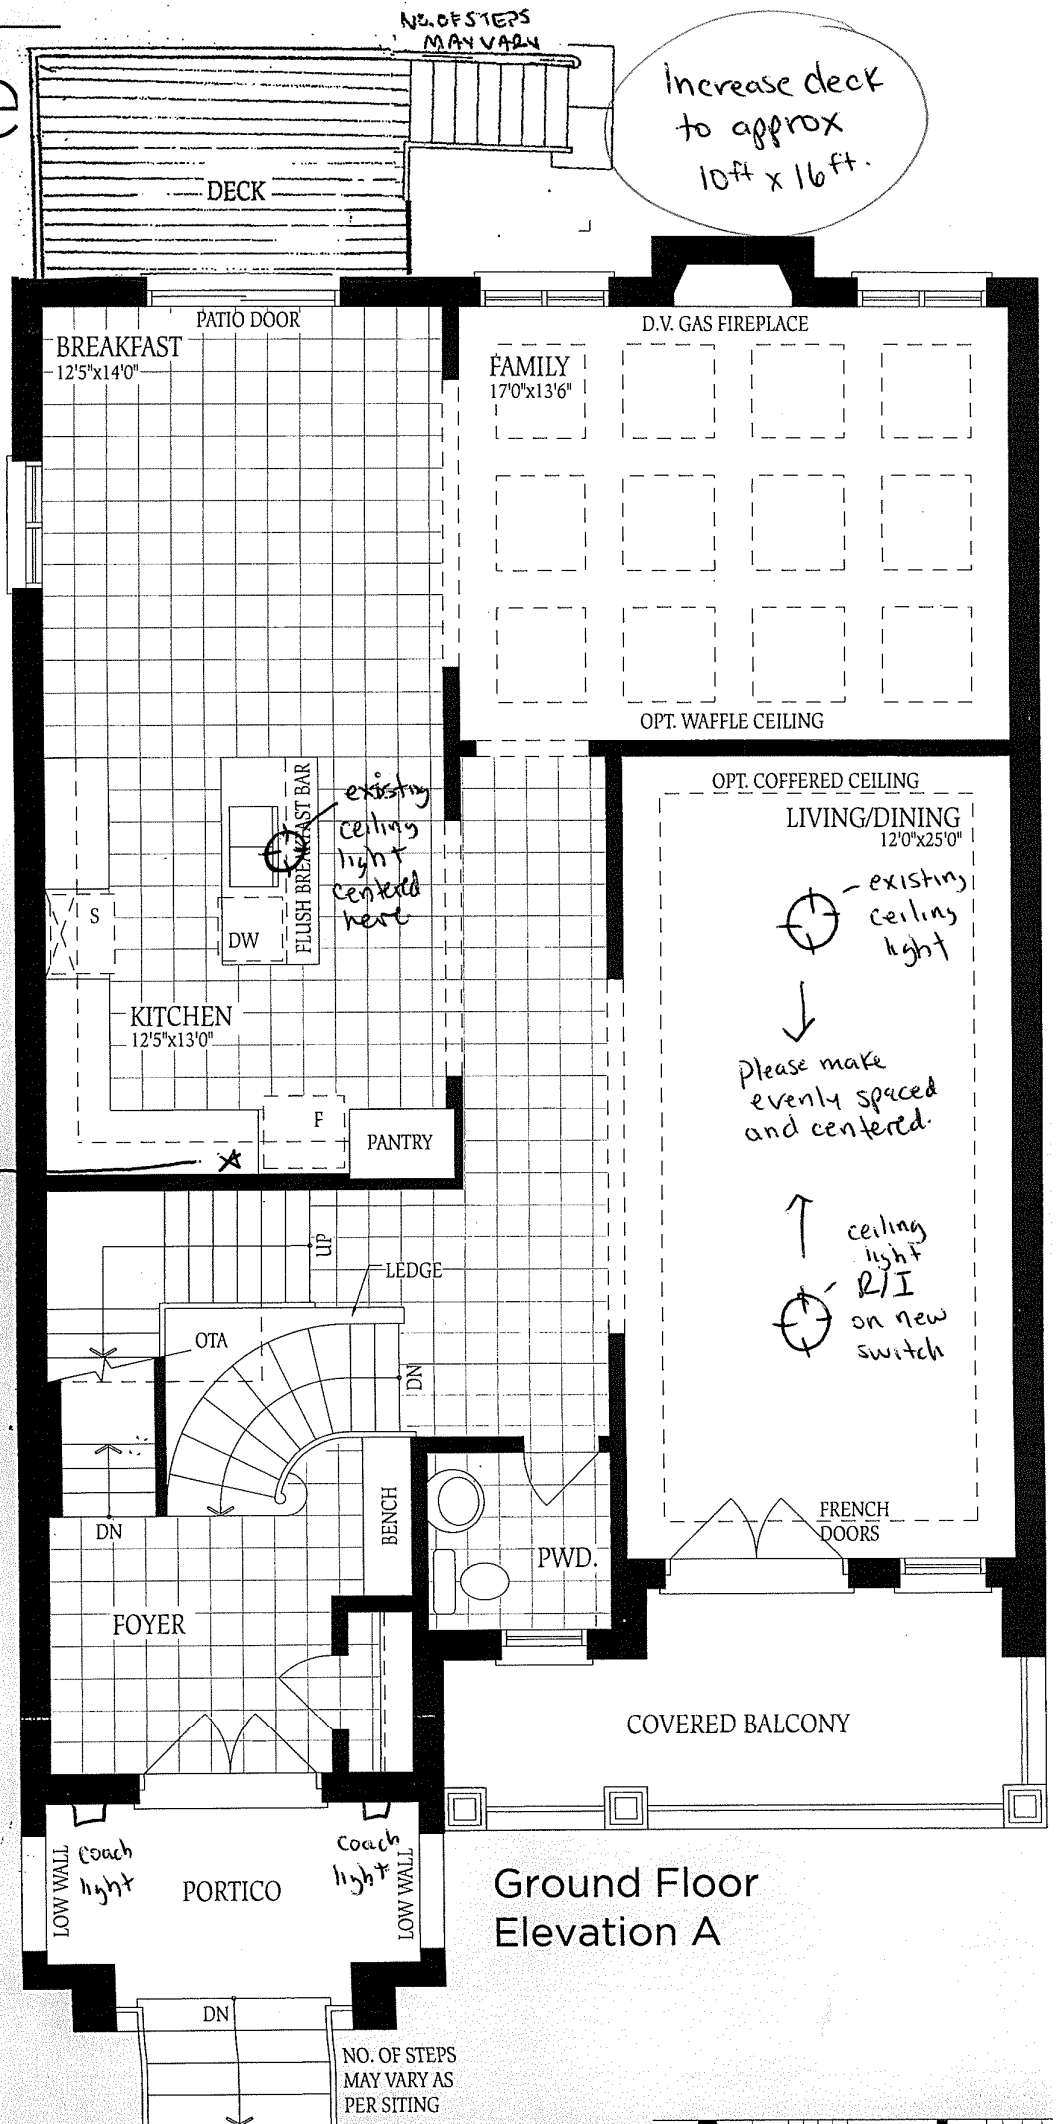 NO. OF STEPS
MAY VARY
Increase deck
to approx
10ft x 16ft.
DECK
PATIO DOOR
BREAKFAST
12'5"x14'0"
D.V. GAS FIREPLACE
FAMILY
17'0"x13'6"
OPT. WAFFLE CEILING
OPT. COFFERED CEILING
LIVING/DINING
12'0"x25'0"
existing
ceiling
light
centered
here
FLUSH BREAKFAST BAR
S
DW
existing
ceiling
light
KITCHEN
12'5"x13'0"
Please make
evenly spaced
and centered.
F
PANTRY
UP
LEDGE
ceiling
light
R/I
on new
switch
OTA
DN
BENCH
DN
FRENCH
DOORS
PWD.
FOYER
COVERED BALCONY
coach
light
coach
light
LOW WALL
PORTICO
LOW WALL
Ground Floor
Elevation A
DN
NO. OF STEPS
MAY VARY AS
PER SITING